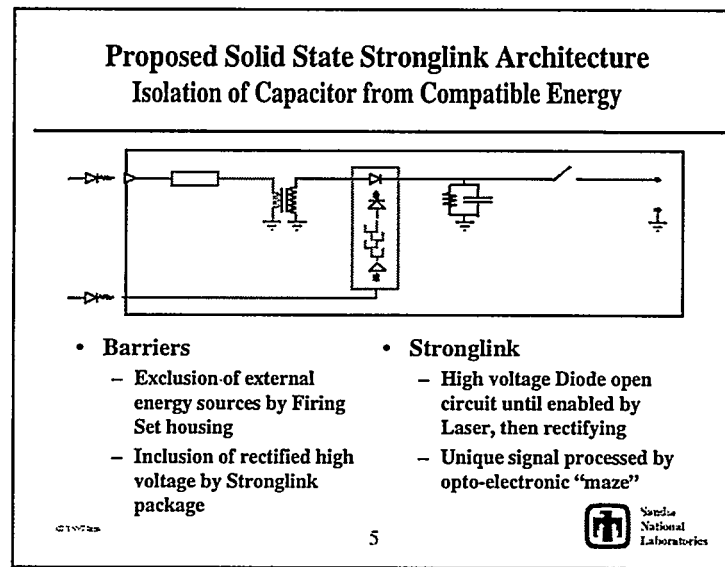 Proposed Solid State Stronglink Architecture
Isolation of Capacitor from Compatible Energy
• Barriers
– Exclusion of external
energy sources by Firing
Set housing
– Inclusion of rectified high
voltage by Stronglink
package
• Stronglink
– High voltage Diode open
circuit until enabled by
Laser, then rectifying
– Unique signal processed by
opto-electronic “maze”
5
Sandia
National
Laboratories